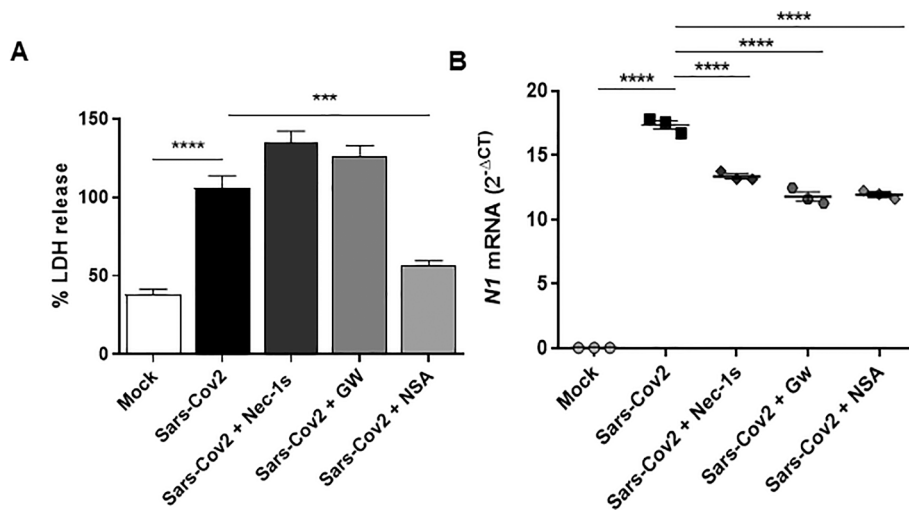 A
% LDH release
150
100
50
0
****
***
Mock
Sars-Cov2
Sars-Cov2 + Nec-1s
Sars-Cov2 + GW
Sars-Cov2 + NSA
B
N1 mRNA (2^-ΔCT)
20
15
10
5
0
****
****
****
****
Mock
Sars-Cov2
Sars-Cov2 + Nec-1s
Sars-Cov2 + Gw
Sars-Cov2 + NSA